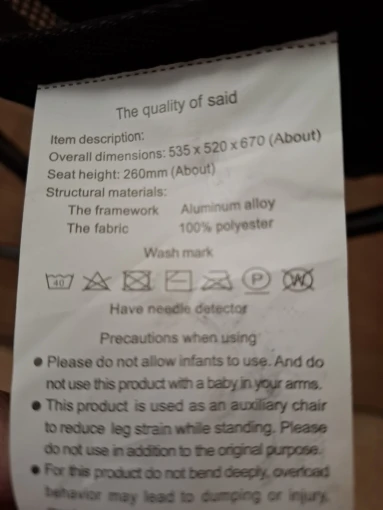 The quality of said
Item description:
Overall dimensions: 535 x 520 x 670 (About)
Seat height: 260mm (About)
Structural materials:
The framework Aluminum alloy
The fabric 100% polyester
Wash mark
40 P W
Have needle detector
Precautions when using
● Please do not allow infants to use. And do
not use this product with a baby in your arms.
● This product is used as an auxiliary chair
to reduce leg strain while standing. Please
do not use in addition to the original purpose.
● For this product do not bend deeply, overload
behavior may lead to dumping or injury.